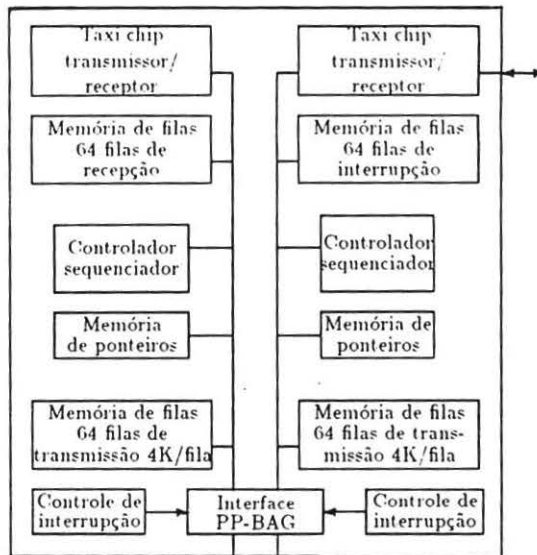 Taxi chip
transmissor/
receptor
Taxi chip
transmissor/
receptor
Memória de filas
64 filas de
recepção
Memória de filas
64 filas de
interrupção
Controlador
sequenciador
Controlador
sequenciador
Memória
de ponteiros
Memória de
ponteiros
Memória de filas
64 filas de
transmissão 4K/fila
Memória de filas
64 filas de trans-
missão 4K/fila
Controle de
interrupção
Interface
PP-BAG
Controle de
interrupção